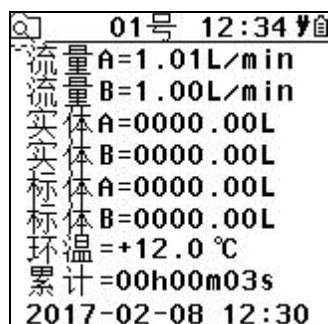 01号 12:34
流量A=1.01L/min
流量B=1.00L/min
实体A=0000.00L
实体B=0000.00L
标体A=0000.00L
标体B=0000.00L
环温=+12.0℃
累计=00h00m03s
2017-02-08 12:30